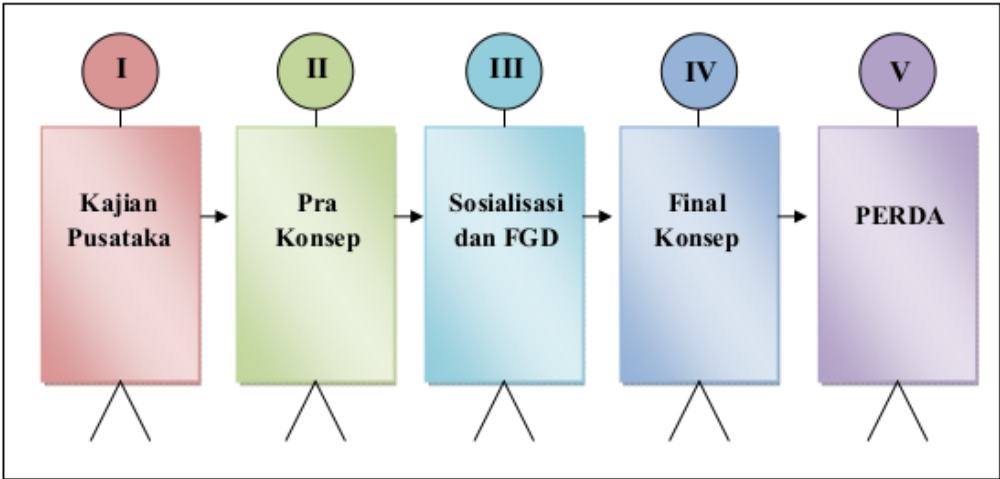 I
II
III
IV
V
Kajian
Pusataka
Pra
Konsep
Sosialisasi
dan FGD
Final
Konsep
PERDA